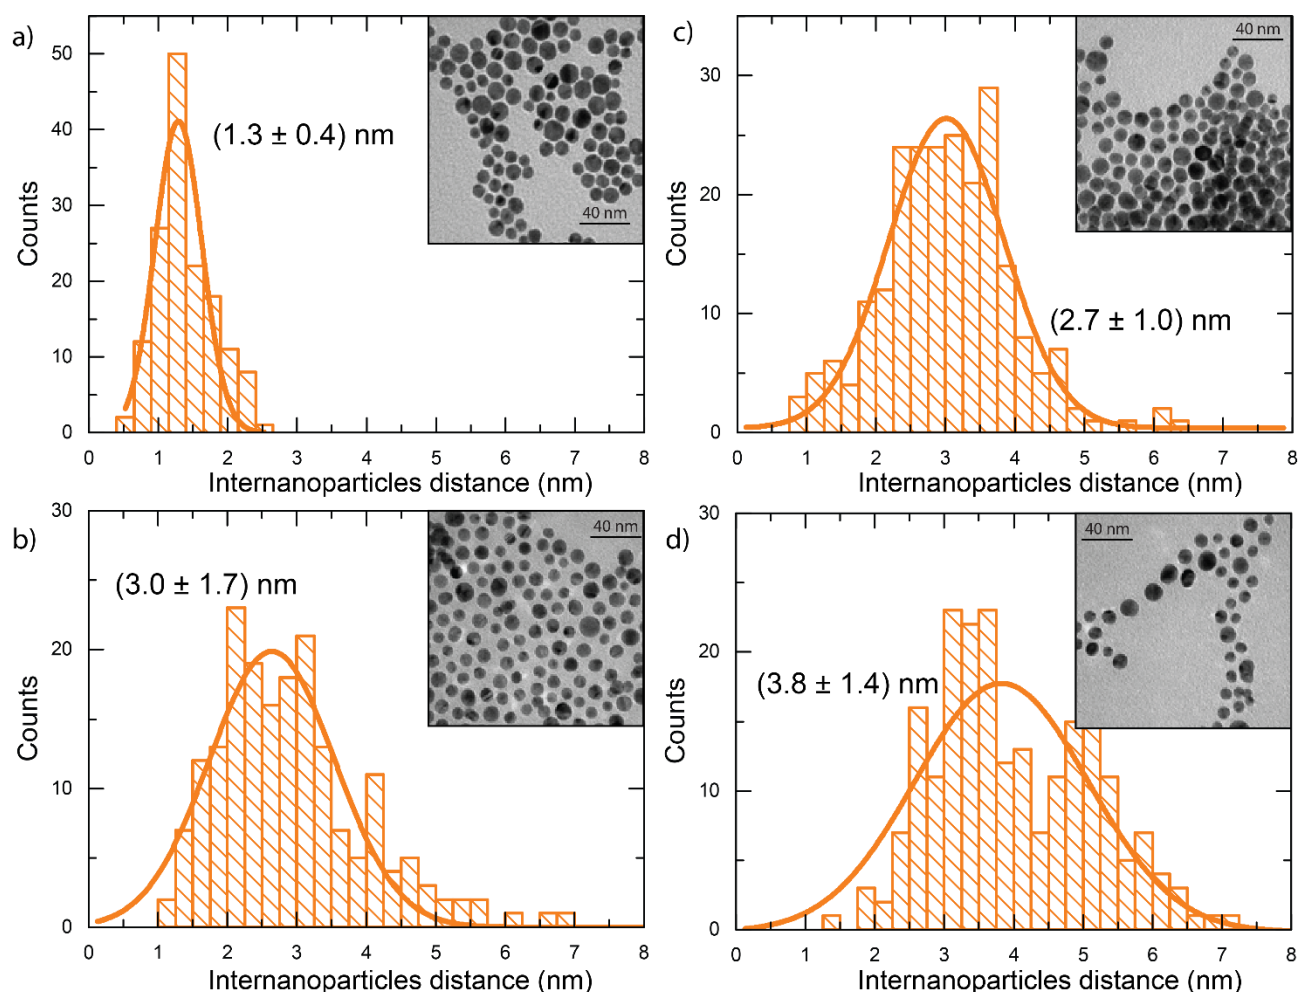 a)
50
40
30
20
10
0
Counts
(1.3 ± 0.4) nm
40 nm
0 1 2 3 4 5 6 7 8
Internanoparticles distance (nm)
c)
30
20
10
0
Counts
(2.7 ± 1.0) nm
40 nm
0 1 2 3 4 5 6 7 8
Internanoparticles distance (nm)
b)
30
20
10
0
Counts
(3.0 ± 1.7) nm
40 nm
0 1 2 3 4 5 6 7 8
Internanoparticles distance (nm)
d)
30
20
10
0
Counts
(3.8 ± 1.4) nm
40 nm
0 1 2 3 4 5 6 7 8
Internanoparticles distance (nm)